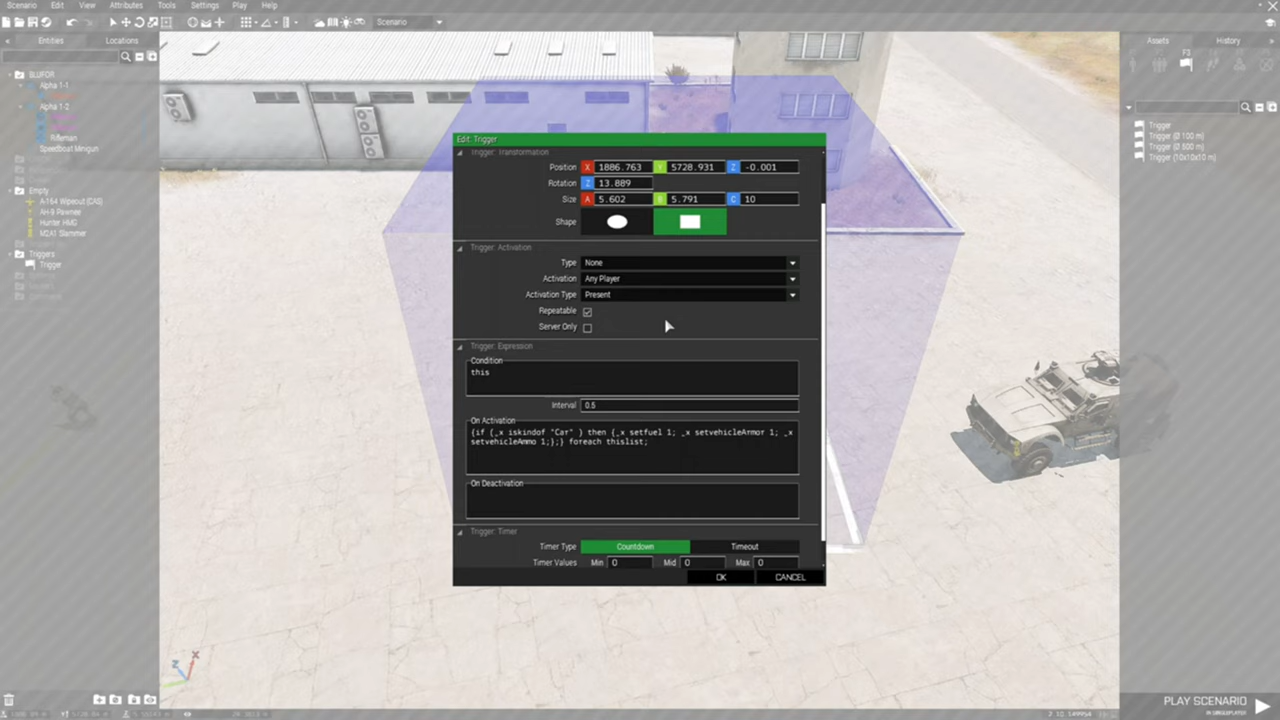 Scenario Edit View Attributes Tools Settings Play Help
Scenario
Entities Locations
Assets History
F3
BLUFOR
Alpha 1-1
Alpha 1-2
Rifleman
Speedboat Minigun
Empty
A-164 Wipeout (CAS)
AH-9 Pawnee
Hunter HMG
M2A1 Slammer
Triggers
Trigger
Edit: Trigger
Trigger: Transformation
Position X 1886.763 Y 5728.931 Z -0.001
Rotation Z 13.889
Size A 5.602 B 5.791 C 10
Shape
Trigger: Activation
Type None
Activation Any Player
Activation Type Present
Repeatable
Server Only
Trigger: Expression
Condition
this
Interval 0.5
On Activation
{if (_x iskindof "Car" ) then {_x setfuel 1; _x setvehicleArmor 1; _x
setvehicleAmmo 1;};} foreach thislist;
On Deactivation
Trigger: Timer
Timer Type Countdown Timeout
Timer Values Min 0 Mid 0 Max 0
OK CANCEL
Trigger
Trigger (Ø 100 m)
Trigger (Ø 500 m)
Trigger (10x10x10 m)
Z X
PLAY SCENARIO
IN SINGLEPLAYER
2.10.149954